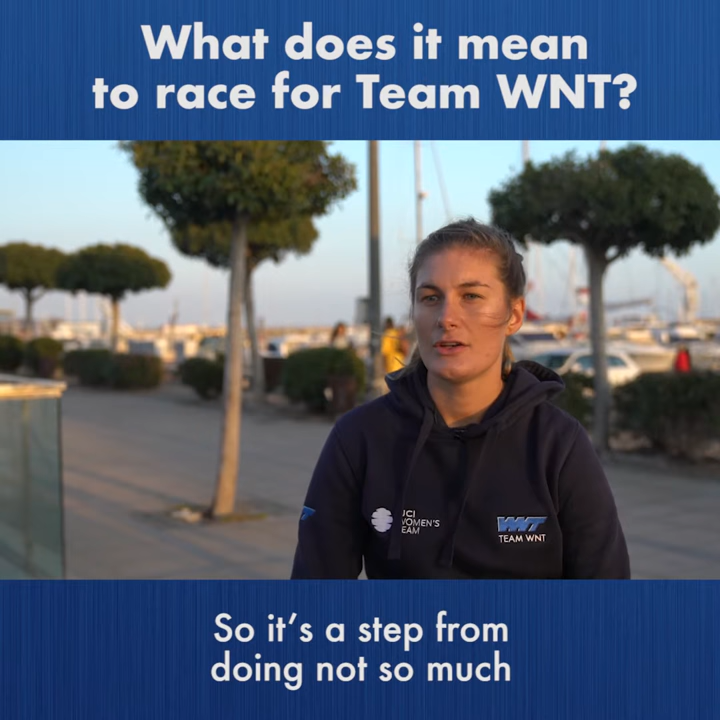 What does it mean
to race for Team WNT?
UCI
WOMEN'S
TEAM
WNT
TEAM WNT
So it's a step from
doing not so much